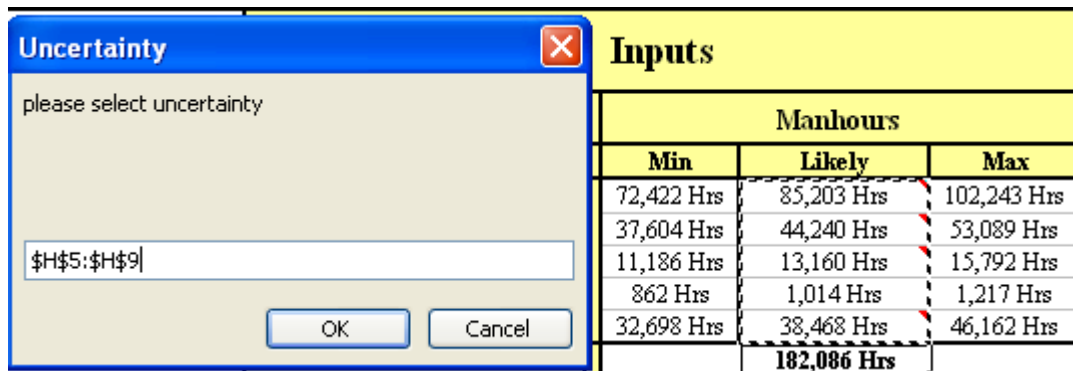 Uncertainty
please select uncertainty
$H$5:$H$9
OK Cancel
Inputs
Manhours
Min Likely Max
72,422 Hrs 85,203 Hrs 102,243 Hrs
37,604 Hrs 44,240 Hrs 53,089 Hrs
11,186 Hrs 13,160 Hrs 15,792 Hrs
862 Hrs 1,014 Hrs 1,217 Hrs
32,698 Hrs 38,468 Hrs 46,162 Hrs
182,086 Hrs